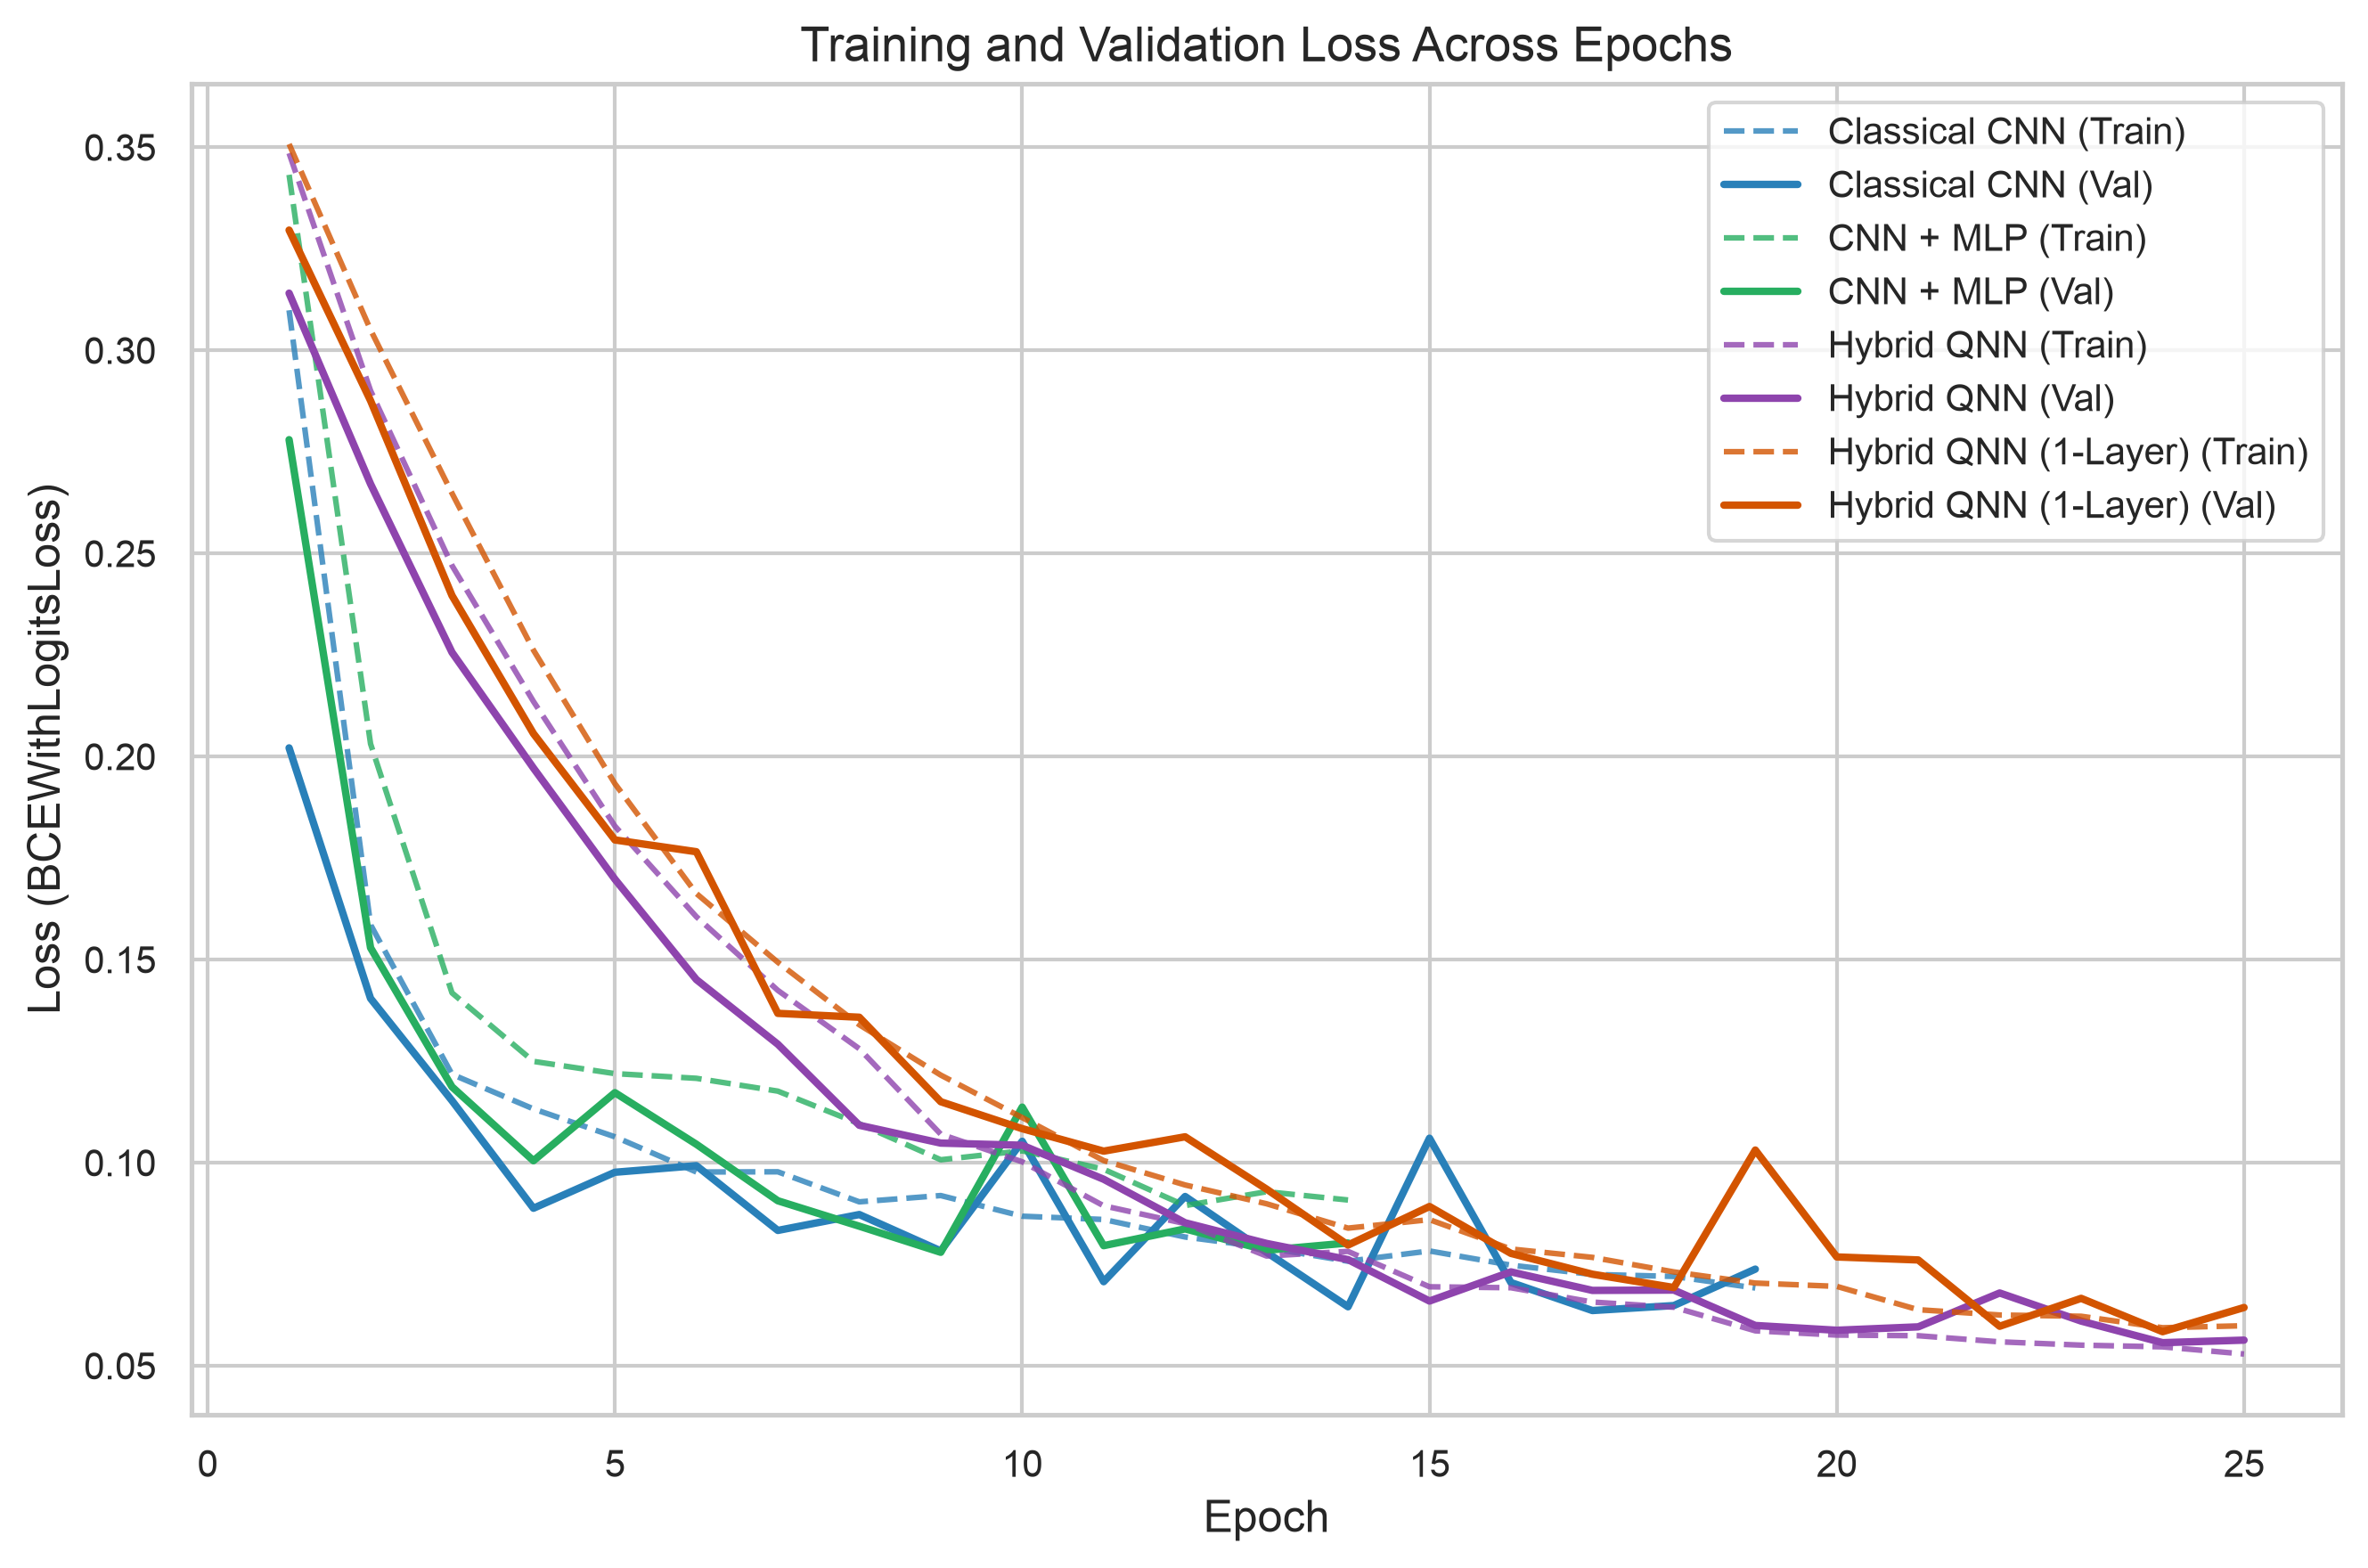 Training and Validation Loss Across Epochs
Classical CNN (Train)
Classical CNN (Val)
CNN + MLP (Train)
CNN + MLP (Val)
Hybrid QNN (Train)
Hybrid QNN (Val)
Hybrid QNN (1-Layer) (Train)
Hybrid QNN (1-Layer) (Val)
Loss (BCEWithLogitsLoss)
0.35
0.30
0.25
0.20
0.15
0.10
0.05
0 5 10 15 20 25
Epoch